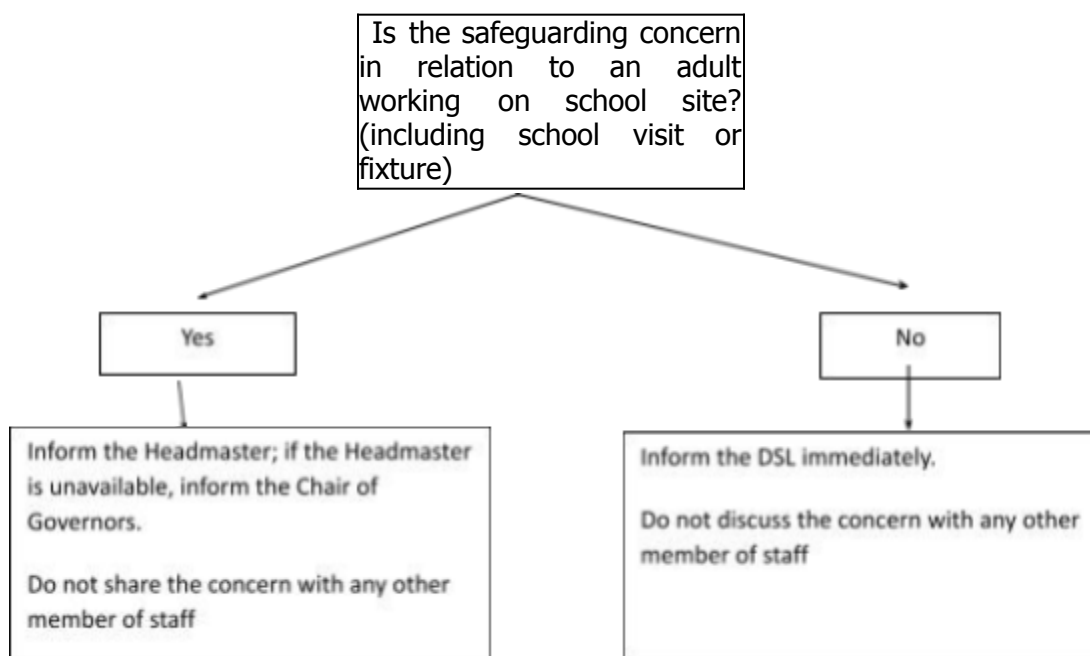 Is the safeguarding concern
in relation to an adult
working on school site?
(including school visit or
fixture)
Yes
No
Inform the Headmaster; if the Headmaster
is unavailable, inform the Chair of
Governors.
Do not share the concern with any other
member of staff
Inform the DSL immediately.
Do not discuss the concern with any other
member of staff